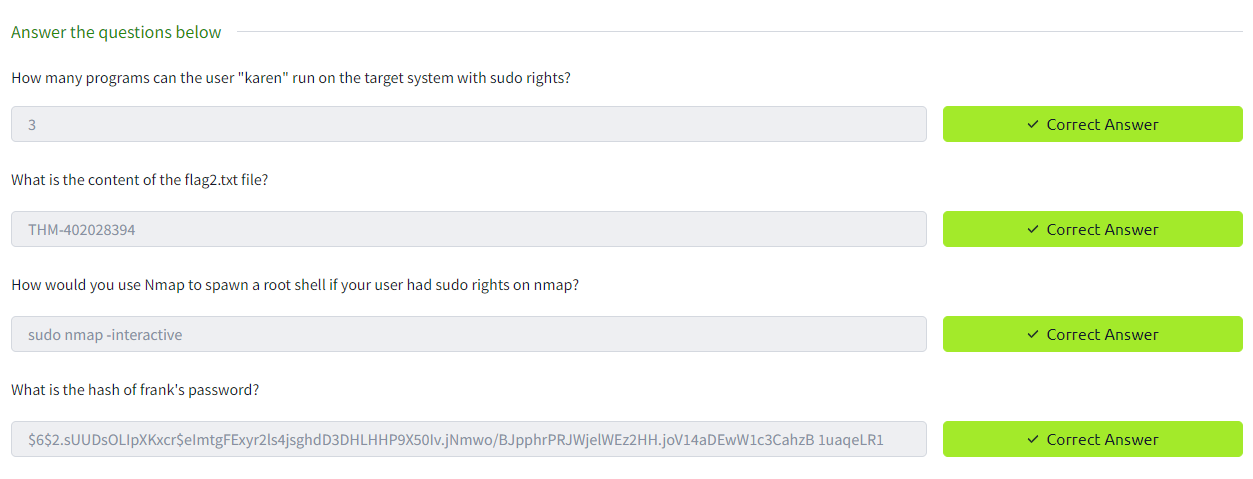 Answer the questions below
How many programs can the user "karen" run on the target system with sudo rights?
3
✓ Correct Answer
What is the content of the flag2.txt file?
THM-402028394
✓ Correct Answer
How would you use Nmap to spawn a root shell if your user had sudo rights on nmap?
sudo nmap -interactive
✓ Correct Answer
What is the hash of frank's password?
$6$2.sUUDsOLIpXKxcr$eImtgFExyr2ls4jsghdD3DHLHHP9X50Iv.jNmwo/BJpphrPRJWjelWEz2HH.joV14aDEwW1c3CahzB1uaqeLR1
✓ Correct Answer